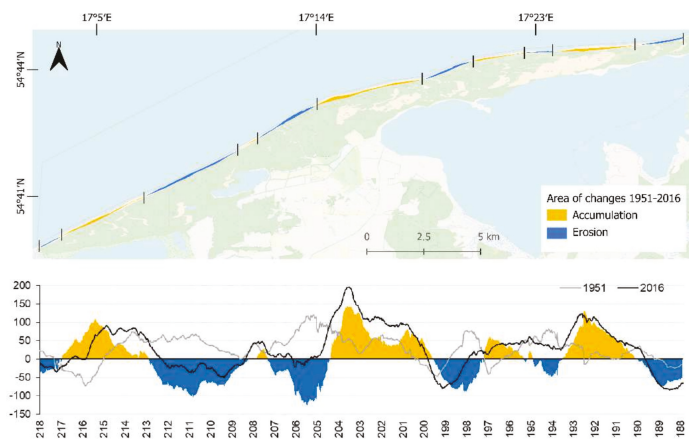 17°5'E 17°14'E 17°23'E
N
54°44'N
54°41'N
Area of changes 1951-2016
Accumulation
Erosion
0 2,5 5 km
200
150
100
50
0
-50
-100
-150
1951 2016
218 217 216 215 214 213 212 211 210 209 208 207 206 205 204 203 202 201 200 199 198 197 196 195 194 193 192 191 190 189 188